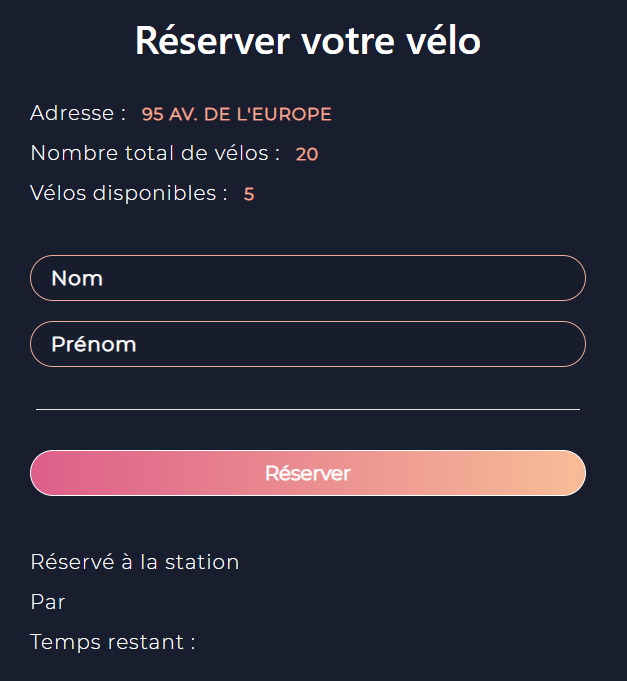 Réserver votre vélo
Adresse : 95 AV. DE L'EUROPE
Nombre total de vélos : 20
Vélos disponibles : 5
Nom
Prénom
Réserver
Réservé à la station
Par
Temps restant :